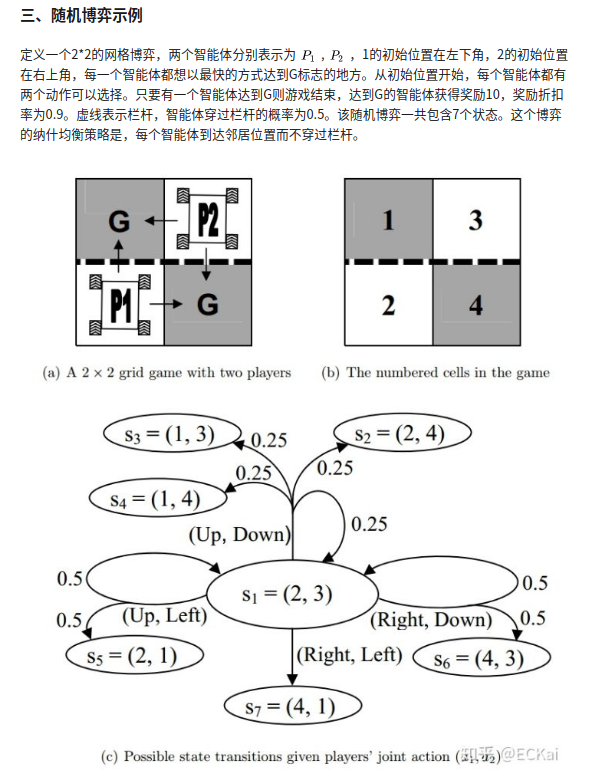 三、随机博弈示例
定义一个2*2的网格博弈，两个智能体分别表示为 P₁ , P₂ ，1的初始位置在左下角，2的初始位置
在右上角，每一个智能体都想以最快的方式达到G标志的地方。从初始位置开始，每个智能体都有
两个动作可以选择。只要有一个智能体达到G则游戏结束，达到G的智能体获得奖励10，奖励折扣
率为0.9。虚线表示栏杆，智能体穿过栏杆的概率为0.5。该随机博弈一共包含7个状态。这个博弈
的纳什均衡策略是，每个智能体到达邻居位置而不穿过栏杆。
G P2
P1 G
1 3
2 4
(a) A 2 × 2 grid game with two players
(b) The numbered cells in the game
s₃ = (1, 3) 0.25 s₂ = (2, 4)
0.25 0.25
s₄ = (1, 4)
(Up, Down) 0.25
0.5 s₁ = (2, 3) 0.5
0.5 (Up, Left) (Right, Down) 0.5
s₅ = (2, 1) (Right, Left) s₆ = (4, 3)
s₇ = (4, 1)
(c) Possible state transitions given players' joint action (a₁, a₂)
知乎 @ECKai